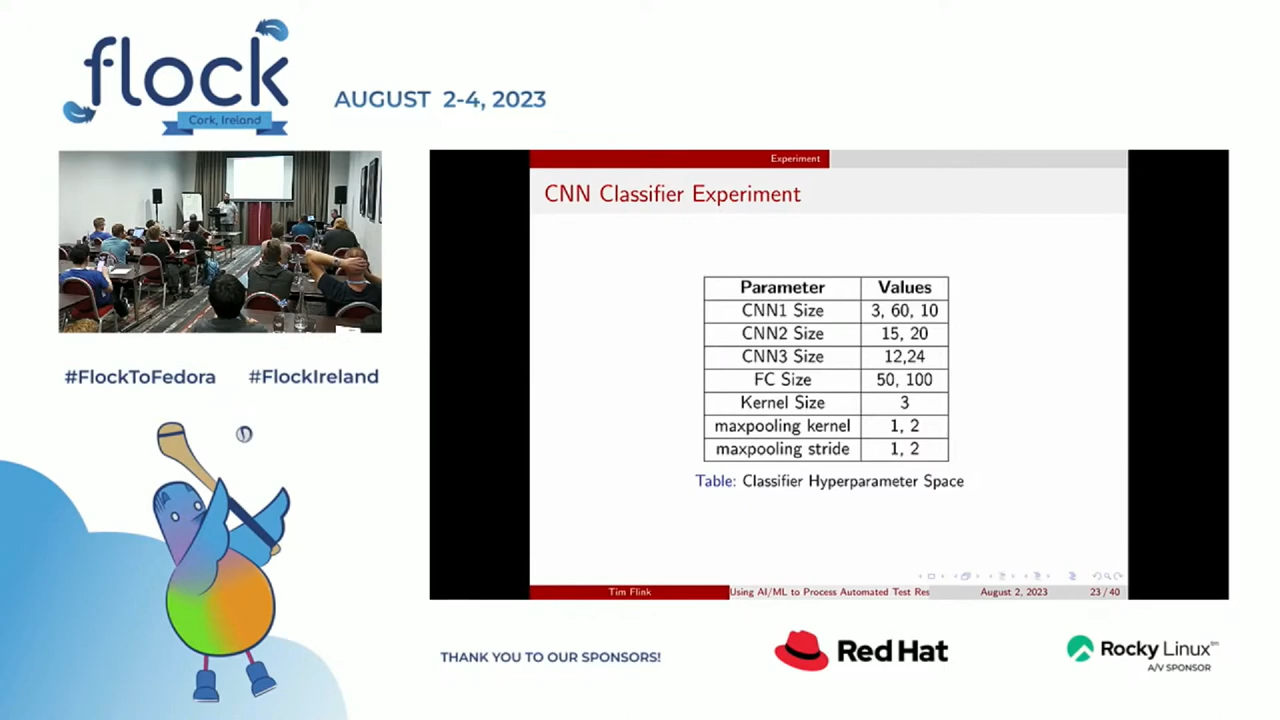 flock
Cork, Ireland
AUGUST 2-4, 2023
#FlockToFedora #FlockIreland
Experiment
CNN Classifier Experiment
Parameter Values
CNN1 Size 3, 60, 10
CNN2 Size 15, 20
CNN3 Size 12,24
FC Size 50, 100
Kernel Size 3
maxpooling kernel 1, 2
maxpooling stride 1, 2
Table: Classifier Hyperparameter Space
Tim Flink Using AI/ML to Process Automated Test Res August 2, 2023 23 / 40
THANK YOU TO OUR SPONSORS!
Red Hat
Rocky Linux™
A/V SPONSOR